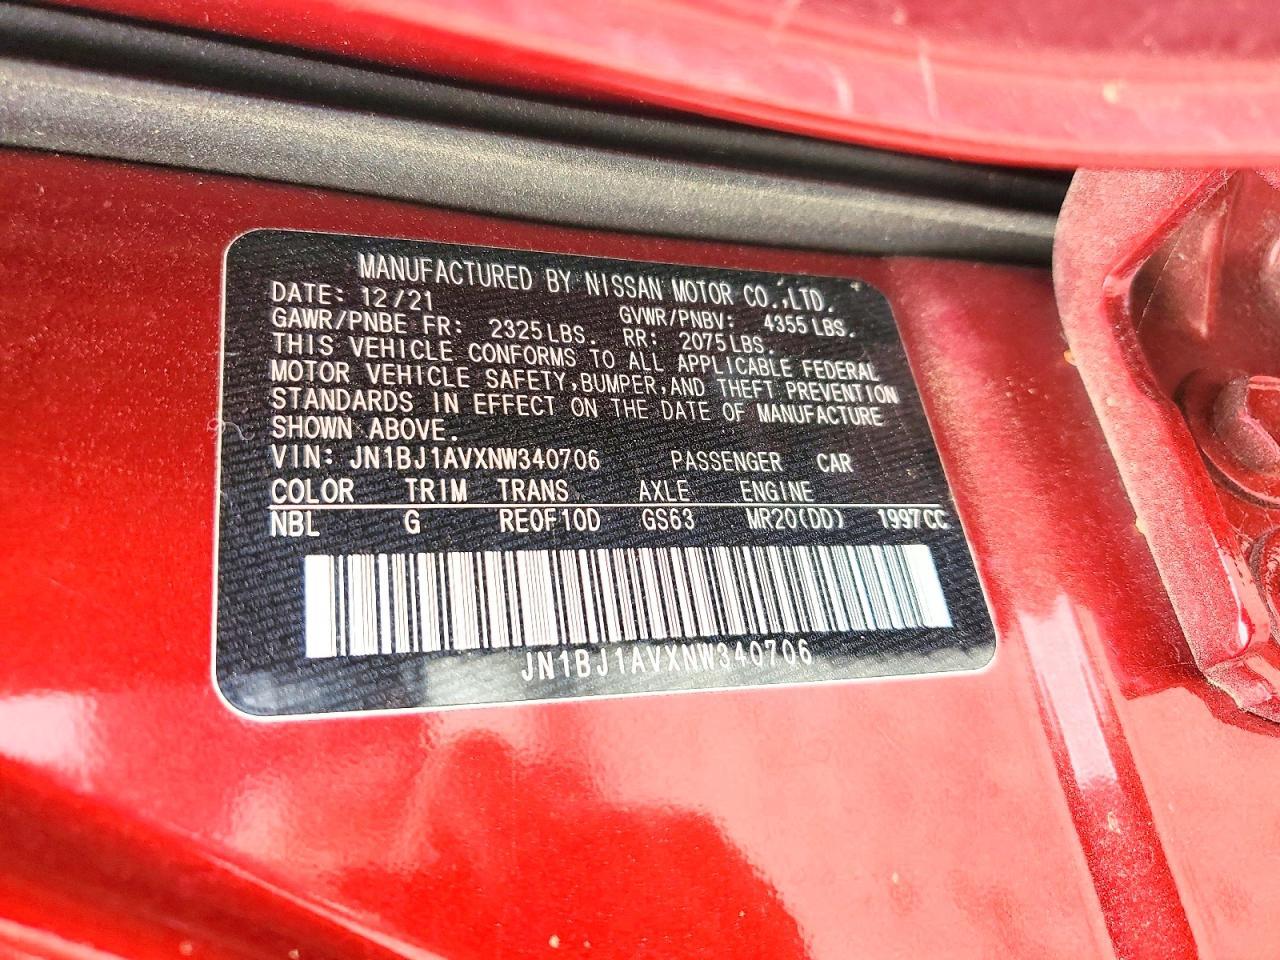 MANUFACTURED BY NISSAN MOTOR CO.,LTD.
DATE: 12/21 GVWR/PNBV: 4355 LBS.
GAWR/PNBE FR: 2325 LBS. RR: 2075 LBS.
THIS VEHICLE CONFORMS TO ALL APPLICABLE FEDERAL
MOTOR VEHICLE SAFETY,BUMPER,AND THEFT PREVENTION
STANDARDS IN EFFECT ON THE DATE OF MANUFACTURE
SHOWN ABOVE.
VIN: JN1BJ1AVXNW340706 PASSENGER CAR
COLOR TRIM TRANS AXLE ENGINE
NBL G RE0F10D GS63 MR20(DD) 1997CC
JN1BJ1AVXNW340706